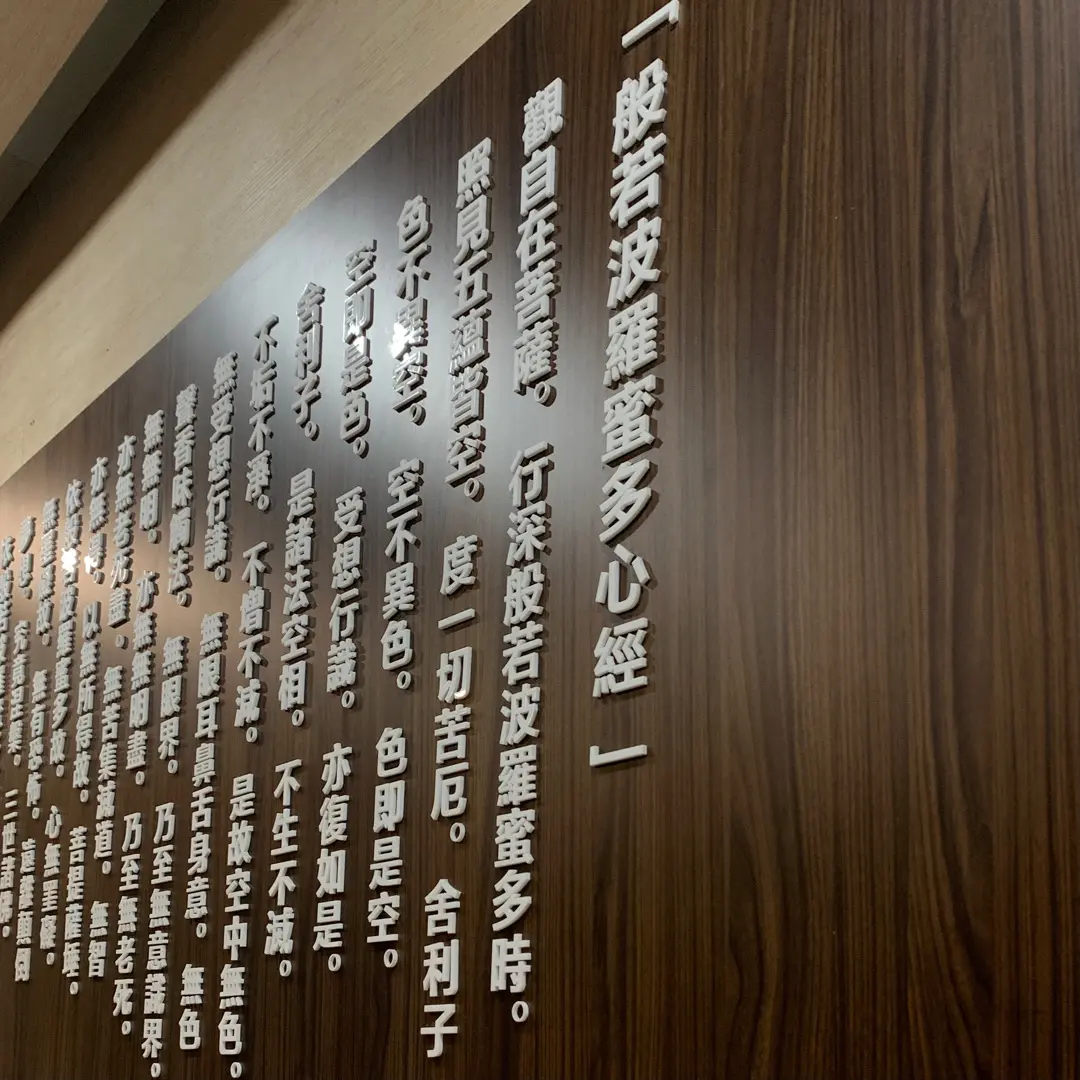 「般若波羅蜜多心經」
觀自在菩薩。行深般若波羅蜜多時。
照見五蘊皆空。度一切苦厄。舍利子
色不異空。空不異色。色即是空。
空即是色。受想行識。亦復如是。
舍利子。是諸法空相。不生不滅。
不垢不淨。不增不減。是故空中無色。
無受想行識。無眼耳鼻舌身意。無色
聲香味觸法。無眼界。乃至無意識界。
無無明。亦無無明盡。乃至無老死。
亦無老死盡。無苦集滅道。無智
亦無得。以無所得故。菩提薩埵。
依般若波羅蜜多故。心無罣礙。
無罣礙故。無有恐怖。遠離顛倒
夢想。究竟涅槃。三世諸佛。